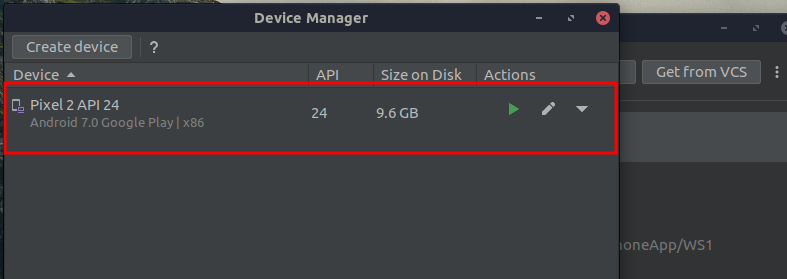 Device Manager
Create device
?
Get from VCS
Device
API
Size on Disk
Actions
Pixel 2 API 24
Android 7.0 Google Play | x86
24
9.6 GB
oneApp/WS1